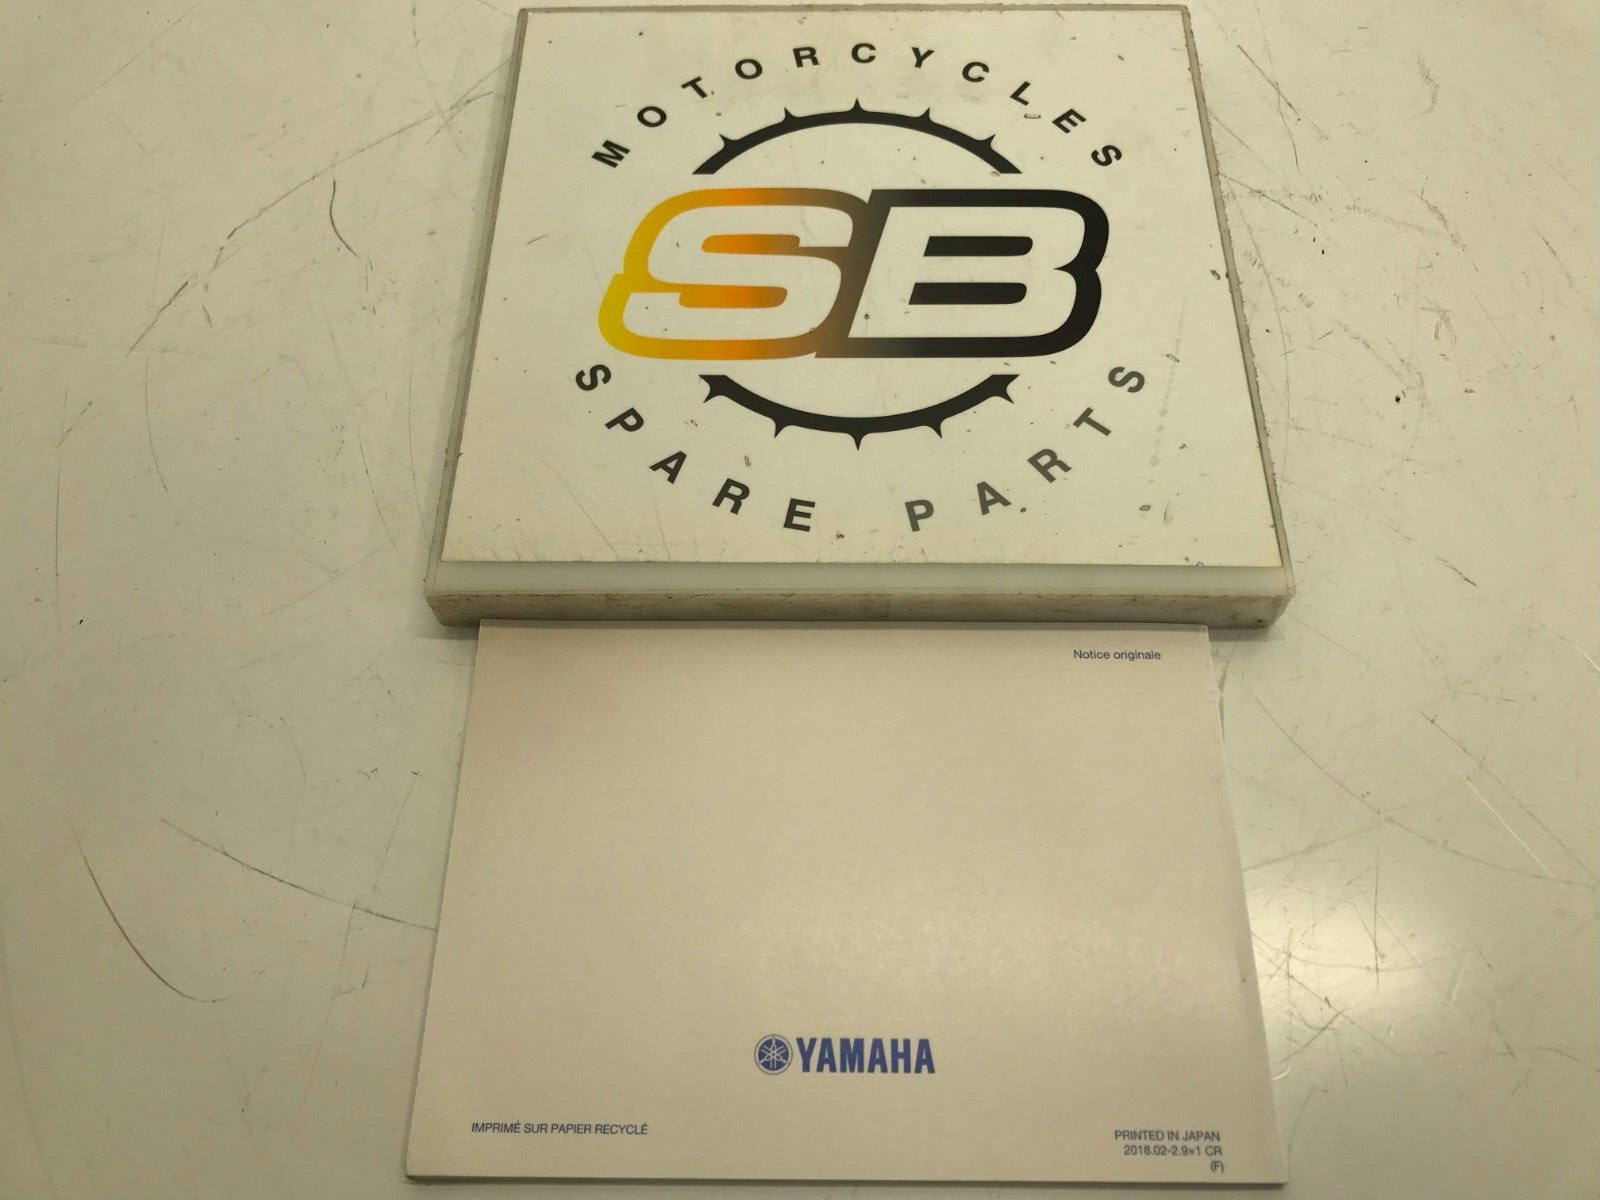 MOTORCYCLES
SB
SPARE PARTS
Notice originale
YAMAHA
IMPRIMÉ SUR PAPIER RECYCLÉ
PRINTED IN JAPAN
2018.02-2.9×1 CR
(F)